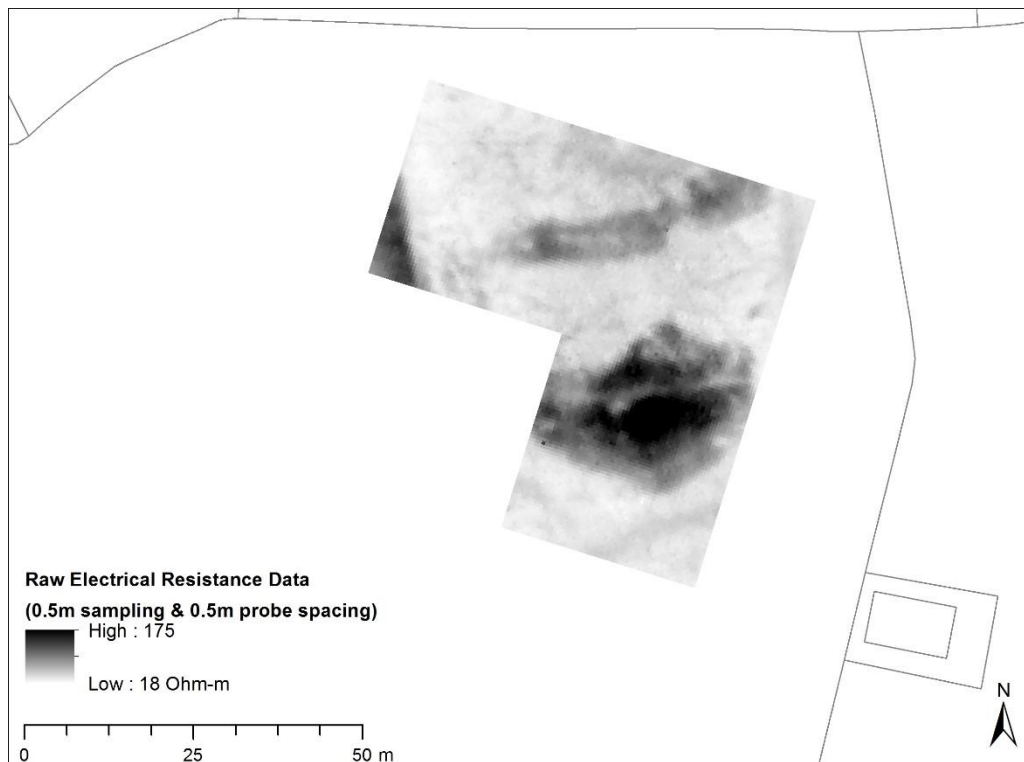 Raw Electrical Resistance Data
(0.5m sampling & 0.5m probe spacing)
High : 175
Low : 18 Ohm-m
0 25 50 m
N